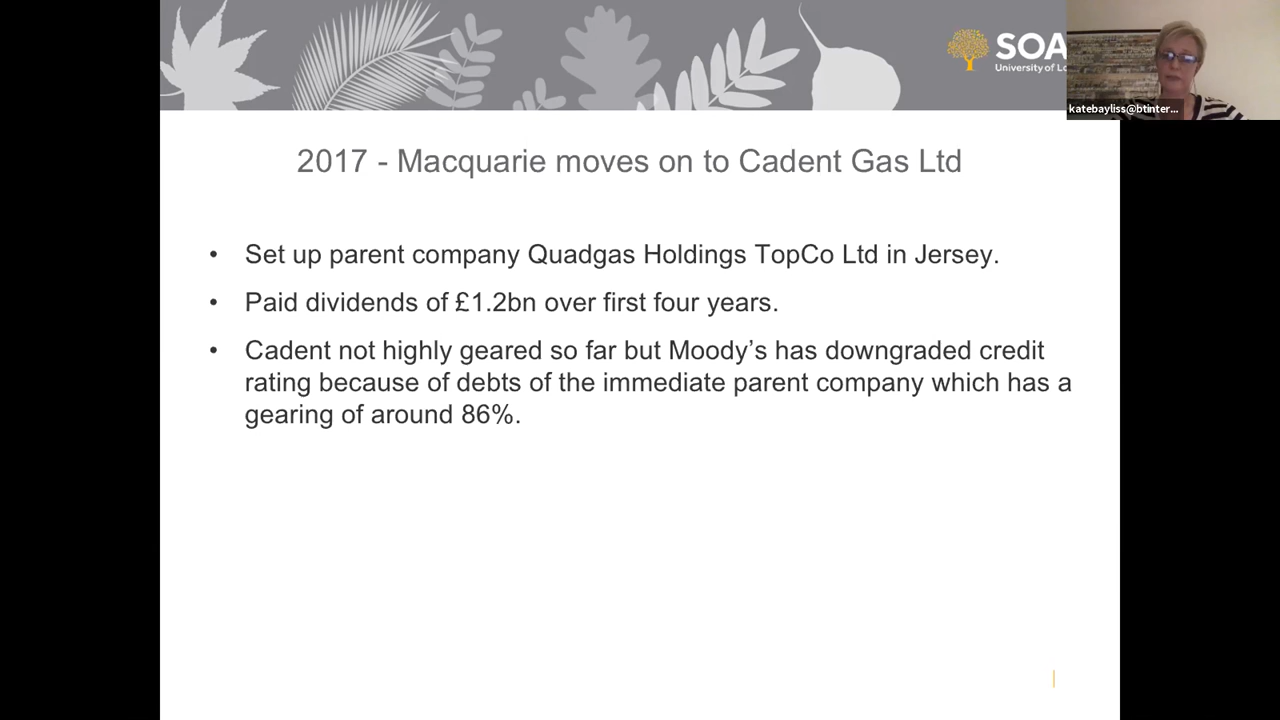 SOA
University of Lo
katebayliss@btinter...
2017 - Macquarie moves on to Cadent Gas Ltd
• Set up parent company Quadgas Holdings TopCo Ltd in Jersey.
• Paid dividends of £1.2bn over first four years.
• Cadent not highly geared so far but Moody’s has downgraded credit
rating because of debts of the immediate parent company which has a
gearing of around 86%.